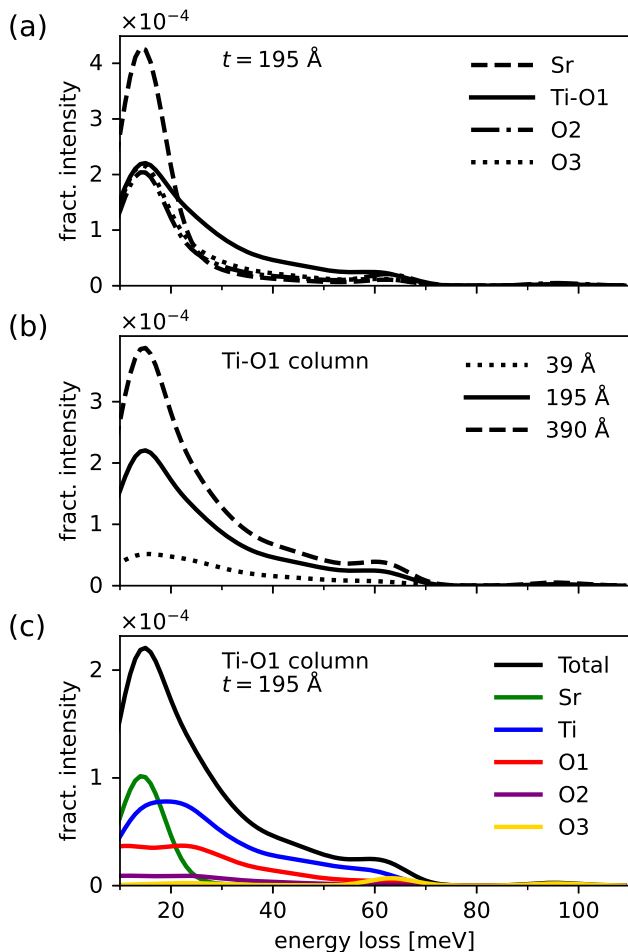 (a)
×10⁻⁴
t = 195 Å
Sr
Ti-O1
O2
O3
fract. intensity
4
3
2
1
0
(b)
×10⁻⁴
Ti-O1 column
39 Å
195 Å
390 Å
fract. intensity
3
2
1
0
(c)
×10⁻⁴
Ti-O1 column
t = 195 Å
Total
Sr
Ti
O1
O2
O3
fract. intensity
2
1
0
20 40 60 80 100
energy loss [meV]